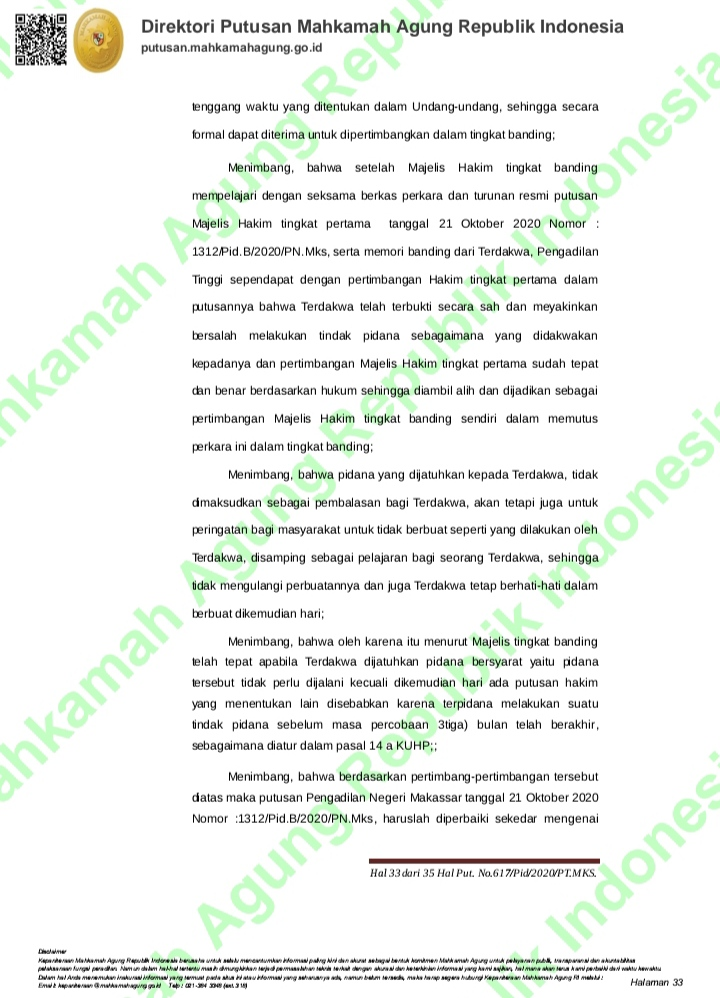 Direktori Putusan Mahkamah Agung Republik Indonesia
putusan.mahkamahagung.go.id
tenggang waktu yang ditentukan dalam Undang-undang, sehingga secara
formal dapat diterima untuk dipertimbangkan dalam tingkat banding;
Menimbang, bahwa setelah Majelis Hakim tingkat banding
mempelajari dengan seksama berkas perkara dan turunan resmi putusan
Majelis Hakim tingkat pertama tanggal 21 Oktober 2020 Nomor :
1312/Pid.B/2020/PN.Mks, serta memori banding dari Terdakwa, Pengadilan
Tinggi sependapat dengan pertimbangan Hakim tingkat pertama dalam
putusannya bahwa Terdakwa telah terbukti secara sah dan meyakinkan
bersalah melakukan tindak pidana sebagaimana yang didakwakan
kepadanya dan pertimbangan Majelis Hakim tingkat pertama sudah tepat
dan benar berdasarkan hukum sehingga diambil alih dan dijadikan sebagai
pertimbangan Majelis Hakim tingkat banding sendiri dalam memutus
perkara ini dalam tingkat banding;
Menimbang, bahwa pidana yang dijatuhkan kepada Terdakwa, tidak
dimaksudkan sebagai pembalasan bagi Terdakwa, akan tetapi juga untuk
peringatan bagi masyarakat untuk tidak berbuat seperti yang dilakukan oleh
Terdakwa, disamping sebagai pelajaran bagi seorang Terdakwa, sehingga
tidak mengulangi perbuatannya dan juga Terdakwa tetap berhati-hati dalam
berbuat dikemudian hari;
Menimbang, bahwa oleh karena itu menurut Majelis tingkat banding
telah tepat apabila Terdakwa dijatuhkan pidana bersyarat yaitu pidana
tersebut tidak perlu dijalani kecuali dikemudian hari ada putusan hakim
yang menentukan lain disebabkan karena terpidana melakukan suatu
tindak pidana sebelum masa percobaan 3tiga) bulan telah berakhir,
sebagaimana diatur dalam pasal 14 a KUHP;;
Menimbang, bahwa berdasarkan pertimbang-pertimbangan tersebut
diatas maka putusan Pengadilan Negeri Makassar tanggal 21 Oktober 2020
Nomor :1312/Pid.B/2020/PN.Mks, haruslah diperbaiki sekedar mengenai
Hal 33 dari 35 Hal Put. No.617/Pid/2020/PT.MKS.
Disclaimer
Kepaniteraan Mahkamah Agung Republik Indonesia berusaha untuk selalu mencantumkan informasi paling kini dan akurat sebagai bentuk komitmen Mahkamah Agung untuk pelayanan publik, transparansi dan akuntabilitas
pelaksanaan fungsi peradilan. Namun dalam hal-hal tertentu masih dimungkinkan terjadi permasalahan teknis terkait dengan akurasi dan keterkinian informasi yang kami sajikan, hal mana akan terus kami perbaiki dari waktu kewaktu.
Dalam hal Anda menemukan inakurasi informasi yang termuat pada situs ini atau informasi yang seharusnya ada, namun belum tersedia, maka harap segera hubungi Kepaniteraan Mahkamah Agung RI melalui :
Email : kepaniteraan@mahkamahagung.go.id Telp : 021-384 3348 (ext.318)
Halaman 33